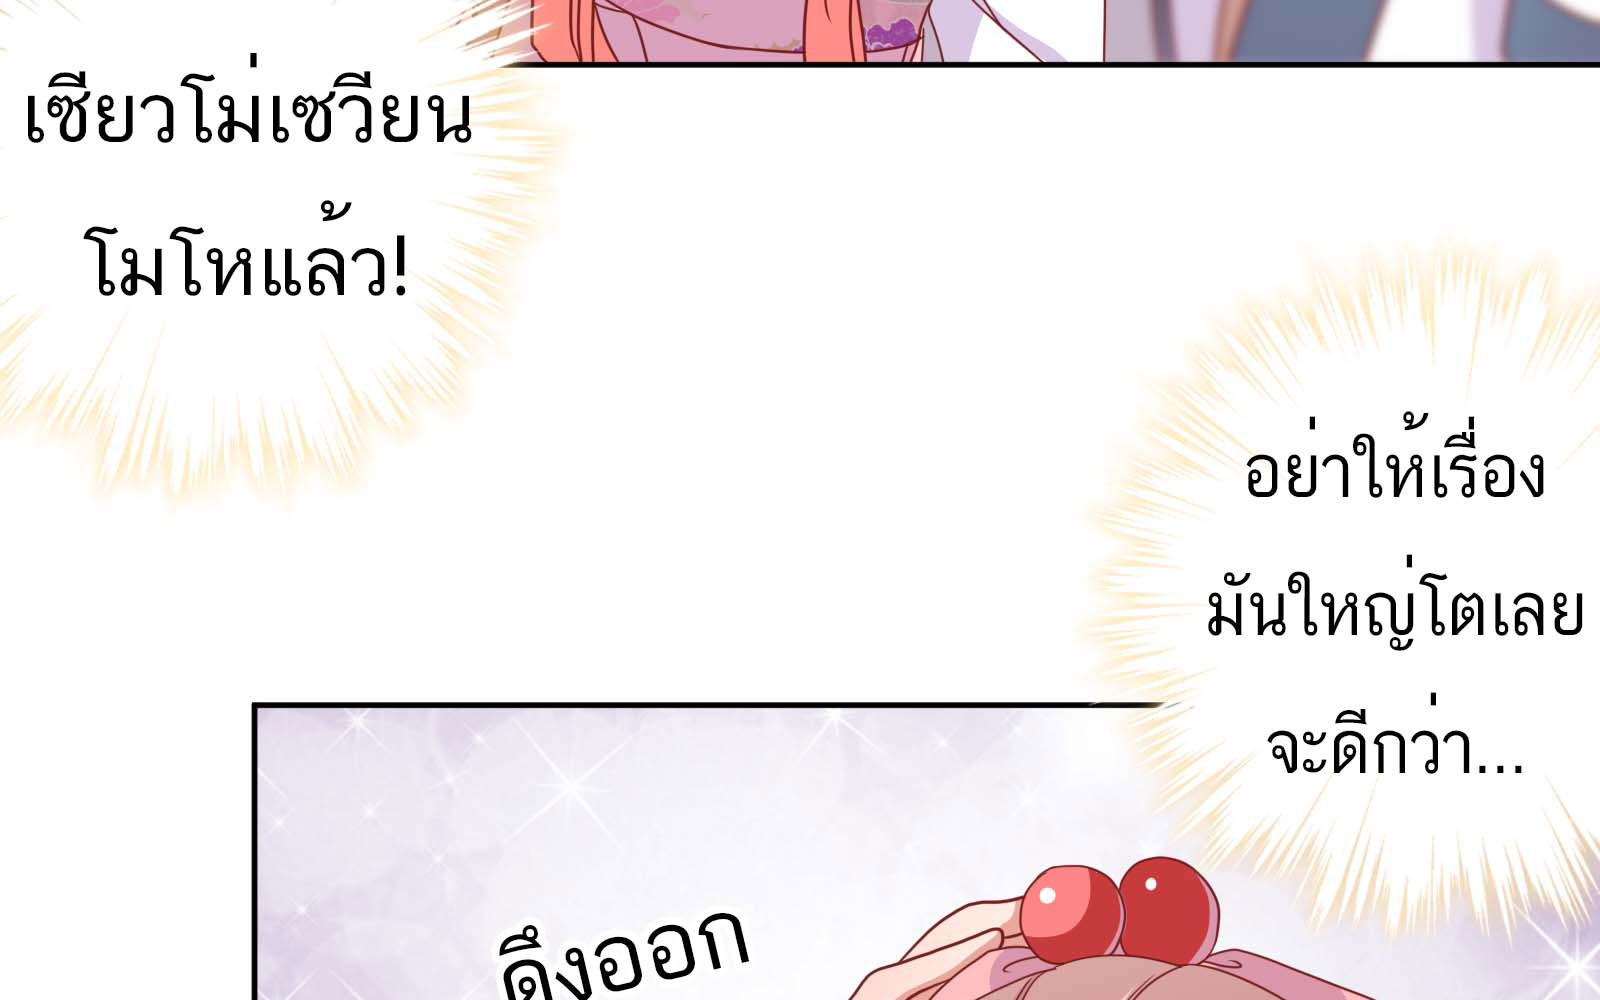 เซียวโม่เซวียน
โมโหแล้ว!
อย่าให้เรื่อง
มันใหญ่โตเลย
จะดีกว่า...
ดึงออก